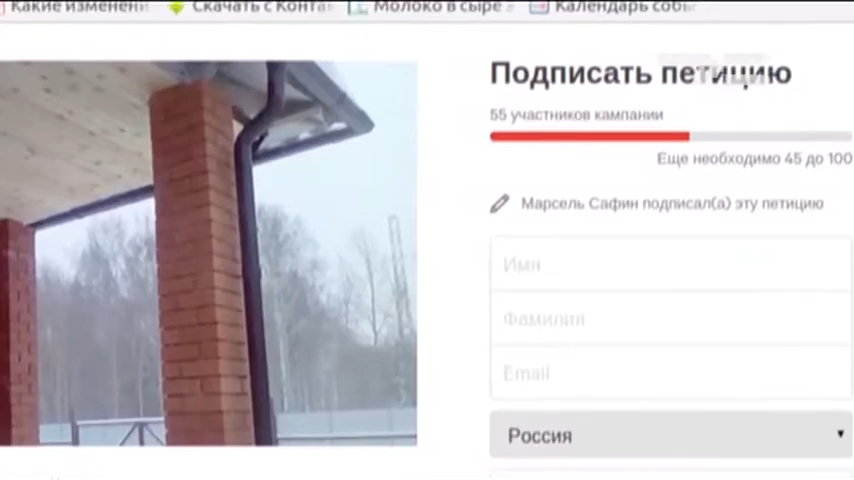 Какие изменени
Скачать с Конта
Молоко в сыре
Календарь собы
Подписать петицию
55 участников кампании
Еще необходимо 45 до 100
Марсель Сафин подписал(а) эту петицию
Имя
Фамилия
Email
Россия